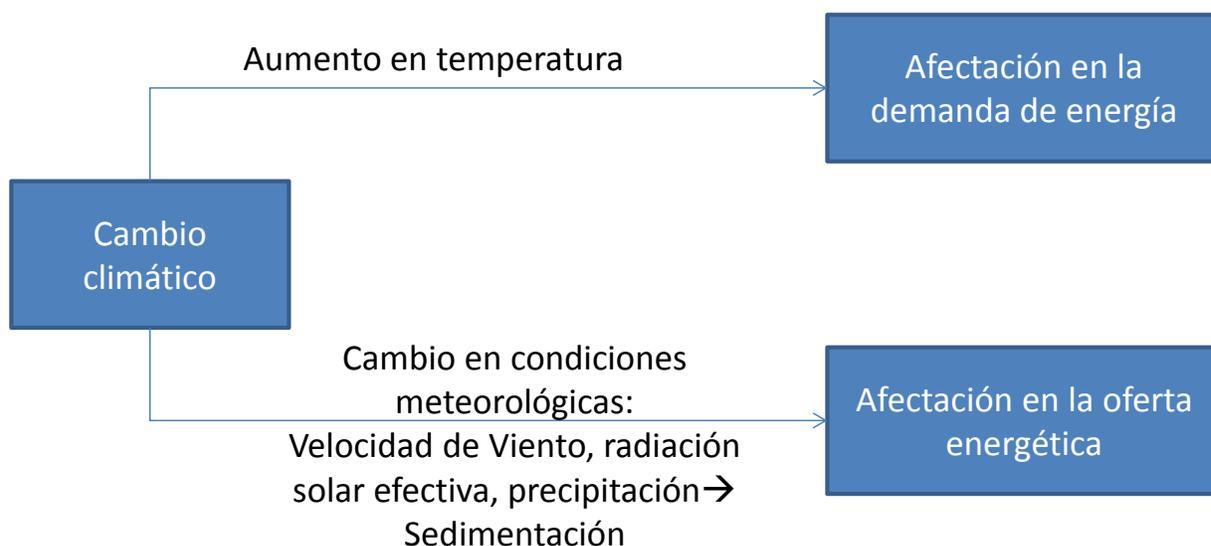 Aumento en temperatura
Afectación en la
demanda de energía
Cambio
climático
Cambio en condiciones
meteorológicas:
Velocidad de Viento, radiación
solar efectiva, precipitación→
Sedimentación
Afectación en la oferta
energética